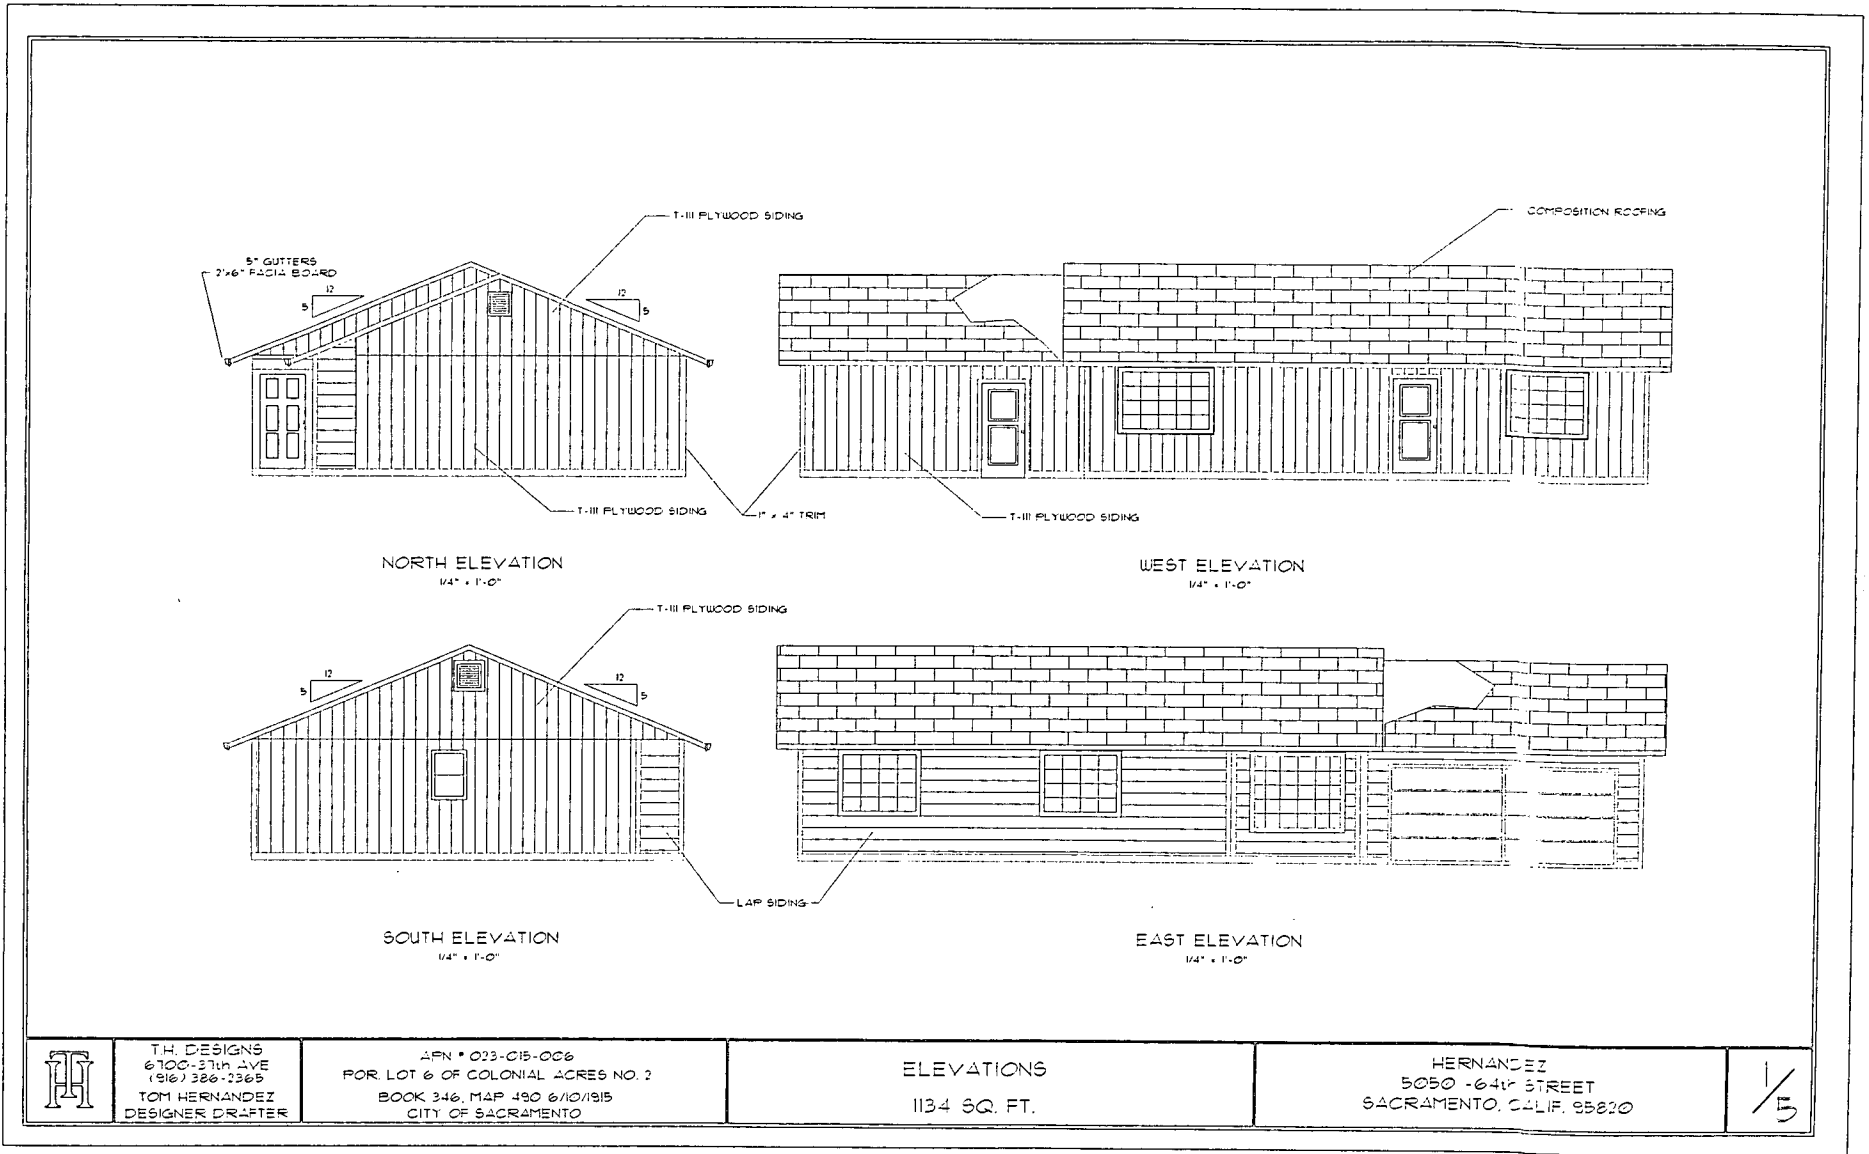 T-111 PLYWOOD SIDING
COMPOSITION ROOFING
5" GUTTERS
2"x6" FACIA BOARD
12
5
12
5
T-111 PLYWOOD SIDING
1" x 4" TRIM
T-111 PLYWOOD SIDING
NORTH ELEVATION
1/4" = 1'-0"
WEST ELEVATION
1/4" = 1'-0"
T-111 PLYWOOD SIDING
12
5
12
5
LAP SIDING
SOUTH ELEVATION
1/4" = 1'-0"
EAST ELEVATION
1/4" = 1'-0"
TH
T.H. DESIGNS
6700-37th AVE
(916) 386-2365
TOM HERNANDEZ
DESIGNER DRAFTER
APN # 023-015-006
POR. LOT 6 OF COLONIAL ACRES NO. 2
BOOK 346, MAP 490 6/10/1915
CITY OF SACRAMENTO
ELEVATIONS
1134 SQ. FT.
HERNANDEZ
5050 -64th STREET
SACRAMENTO, CALIF. 95820
1/5